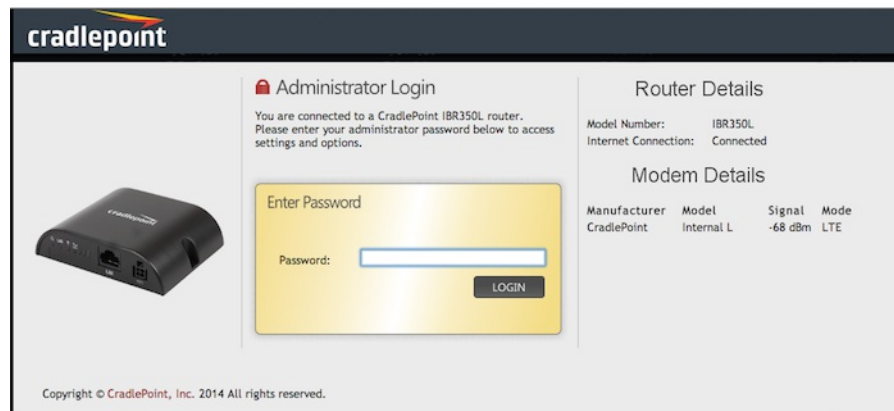 cradlepoint
Administrator Login
You are connected to a CradlePoint IBR350L router.
Please enter your administrator password below to access
settings and options.
Enter Password
Password:
LOGIN
Router Details
Model Number: IBR350L
Internet Connection: Connected
Modem Details
Manufacturer Model Signal Mode
CradlePoint Internal L -68 dBm LTE
cradlepoint
Copyright © CradlePoint, Inc. 2014 All rights reserved.